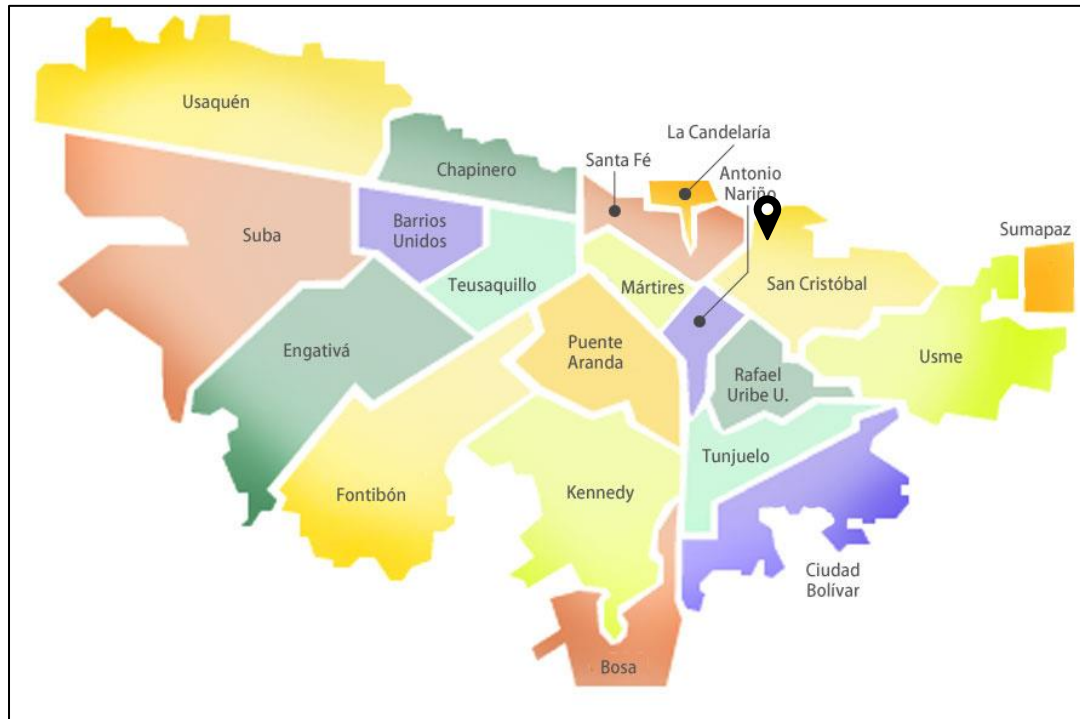 Usaquén
La Candelaría
Santa Fé
Chapinero
Antonio
Nariño
Barrios
Unidos
Suba
Sumapaz
Teusaquillo
Mártires
San Cristóbal
Engativá
Puente
Aranda
Usme
Rafael
Uribe U.
Tunjuelo
Fontibón
Kennedy
Ciudad
Bolívar
Bosa